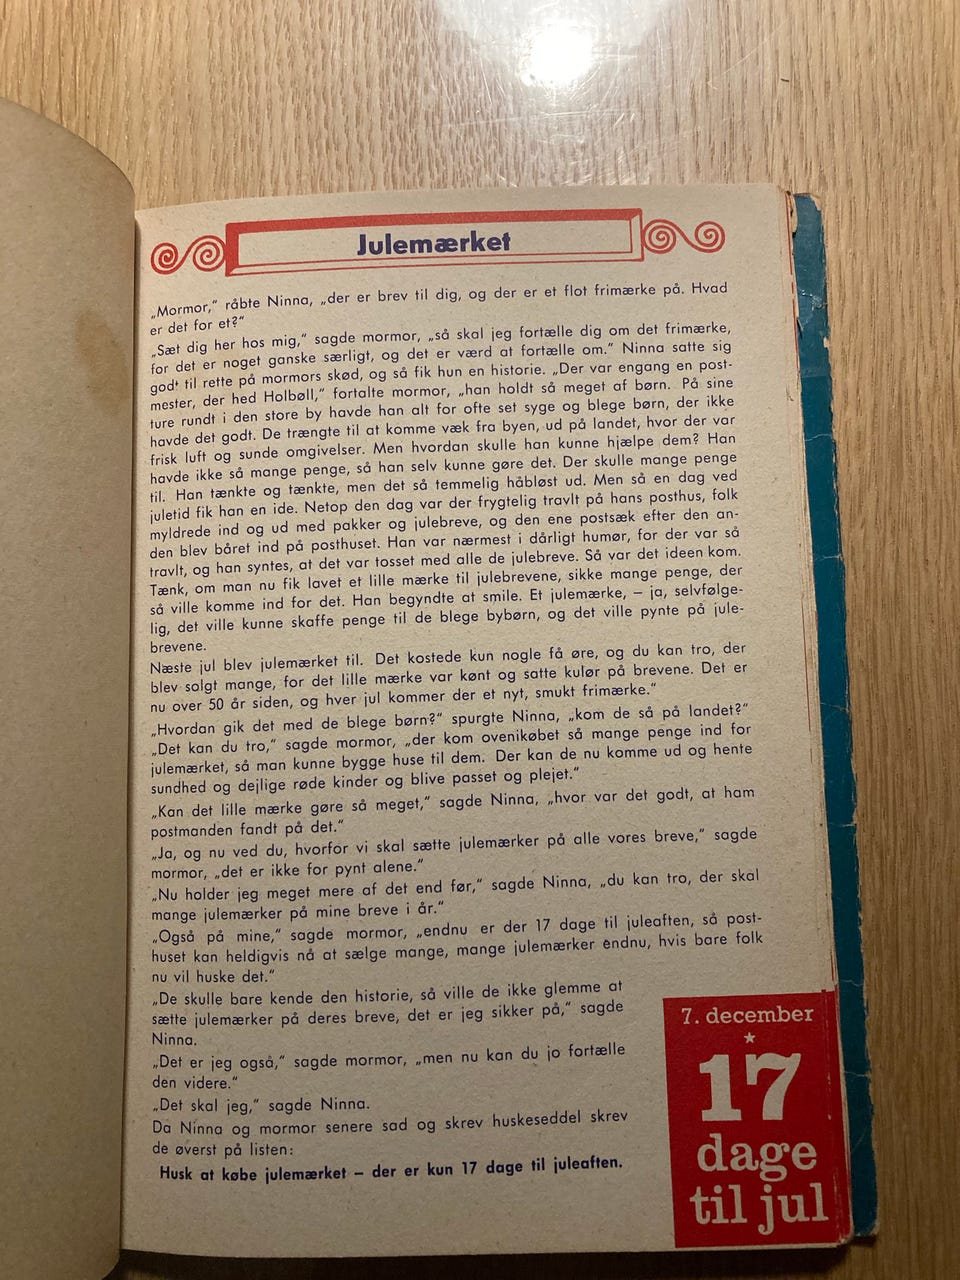 Julemærket
„Mormor,“ råbte Ninna, „der er brev til dig, og der er et flot frimærke på. Hvad
er det for et?“
„Sæt dig her hos mig,“ sagde mormor, „så skal jeg fortælle dig om det frimærke,
for det er noget ganske særligt, og det er værd at fortælle om.“ Ninna satte sig
godt til rette på mormors skød, og så fik hun en historie. „Der var engang en post-
mester, der hed Holbøll,“ fortalte mormor, „han holdt så meget af børn. På sine
ture rundt i den store by havde han alt for ofte set syge og blege børn, der ikke
havde det godt. De trængte til at komme væk fra byen, ud på landet, hvor der var
frisk luft og sunde omgivelser. Men hvordan skulle han kunne hjælpe dem? Han
havde ikke så mange penge, så han selv kunne gøre det. Der skulle mange penge
til. Han tænkte og tænkte, men det så temmelig håbløst ud. Men så en dag ved
juletid fik han en ide. Netop den dag var der frygtelig travlt på hans posthus, folk
myldrede ind og ud med pakker og julebreve, og den ene postsæk efter den an-
den blev båret ind på posthuset. Han var nærmest i dårligt humør, for der var så
travlt, og han syntes, at det var tosset med alle de julebreve. Så var det ideen kom.
Tænk, om man nu fik lavet et lille mærke til julebrevene, sikke mange penge, der
så ville komme ind for det. Han begyndte at smile. Et julemærke, – ja, selvfølge-
lig, det ville kunne skaffe penge til de blege bybørn, og det ville pynte på jule-
brevene.
Næste jul blev julemærket til. Det kostede kun nogle få øre, og du kan tro, der
blev solgt mange, for det lille mærke var kønt og satte kulør på brevene. Det er
nu over 50 år siden, og hver jul kommer der et nyt, smukt frimærke.“
„Hvordan gik det med de blege børn?“ spurgte Ninna, „kom de så på landet?“
„Det kan du tro,“ sagde mormor, „der kom ovenikøbet så mange penge ind for
julemærket, så man kunne bygge huse til dem. Der kan de nu komme ud og hente
sundhed og dejlige røde kinder og blive passet og plejet.“
„Kan det lille mærke gøre så meget,“ sagde Ninna, „hvor var det godt, at ham
postmanden fandt på det.“
„Ja, og nu ved du, hvorfor vi skal sætte julemærker på alle vores breve,“ sagde
mormor, „det er ikke for pynt alene.“
„Nu holder jeg meget mere af det end før,“ sagde Ninna, „du kan tro, der skal
mange julemærker på mine breve i år.“
„Også på mine,“ sagde mormor, „endnu er der 17 dage til juleaften, så post-
huset kan heldigvis nå at sælge mange, mange julemærker endnu, hvis bare folk
nu vil huske det.“
„De skulle bare kende den historie, så ville de ikke glemme at
sætte julemærker på deres breve, det er jeg sikker på,“ sagde
Ninna.
„Det er jeg også,“ sagde mormor, „men nu kan du jo fortælle
den videre.“
„Det skal jeg,“ sagde Ninna.
Da Ninna og mormor senere sad og skrev huskeseddel skrev
de øverst på listen:
Husk at købe julemærket – der er kun 17 dage til juleaften.
7. december
17
dage
til jul